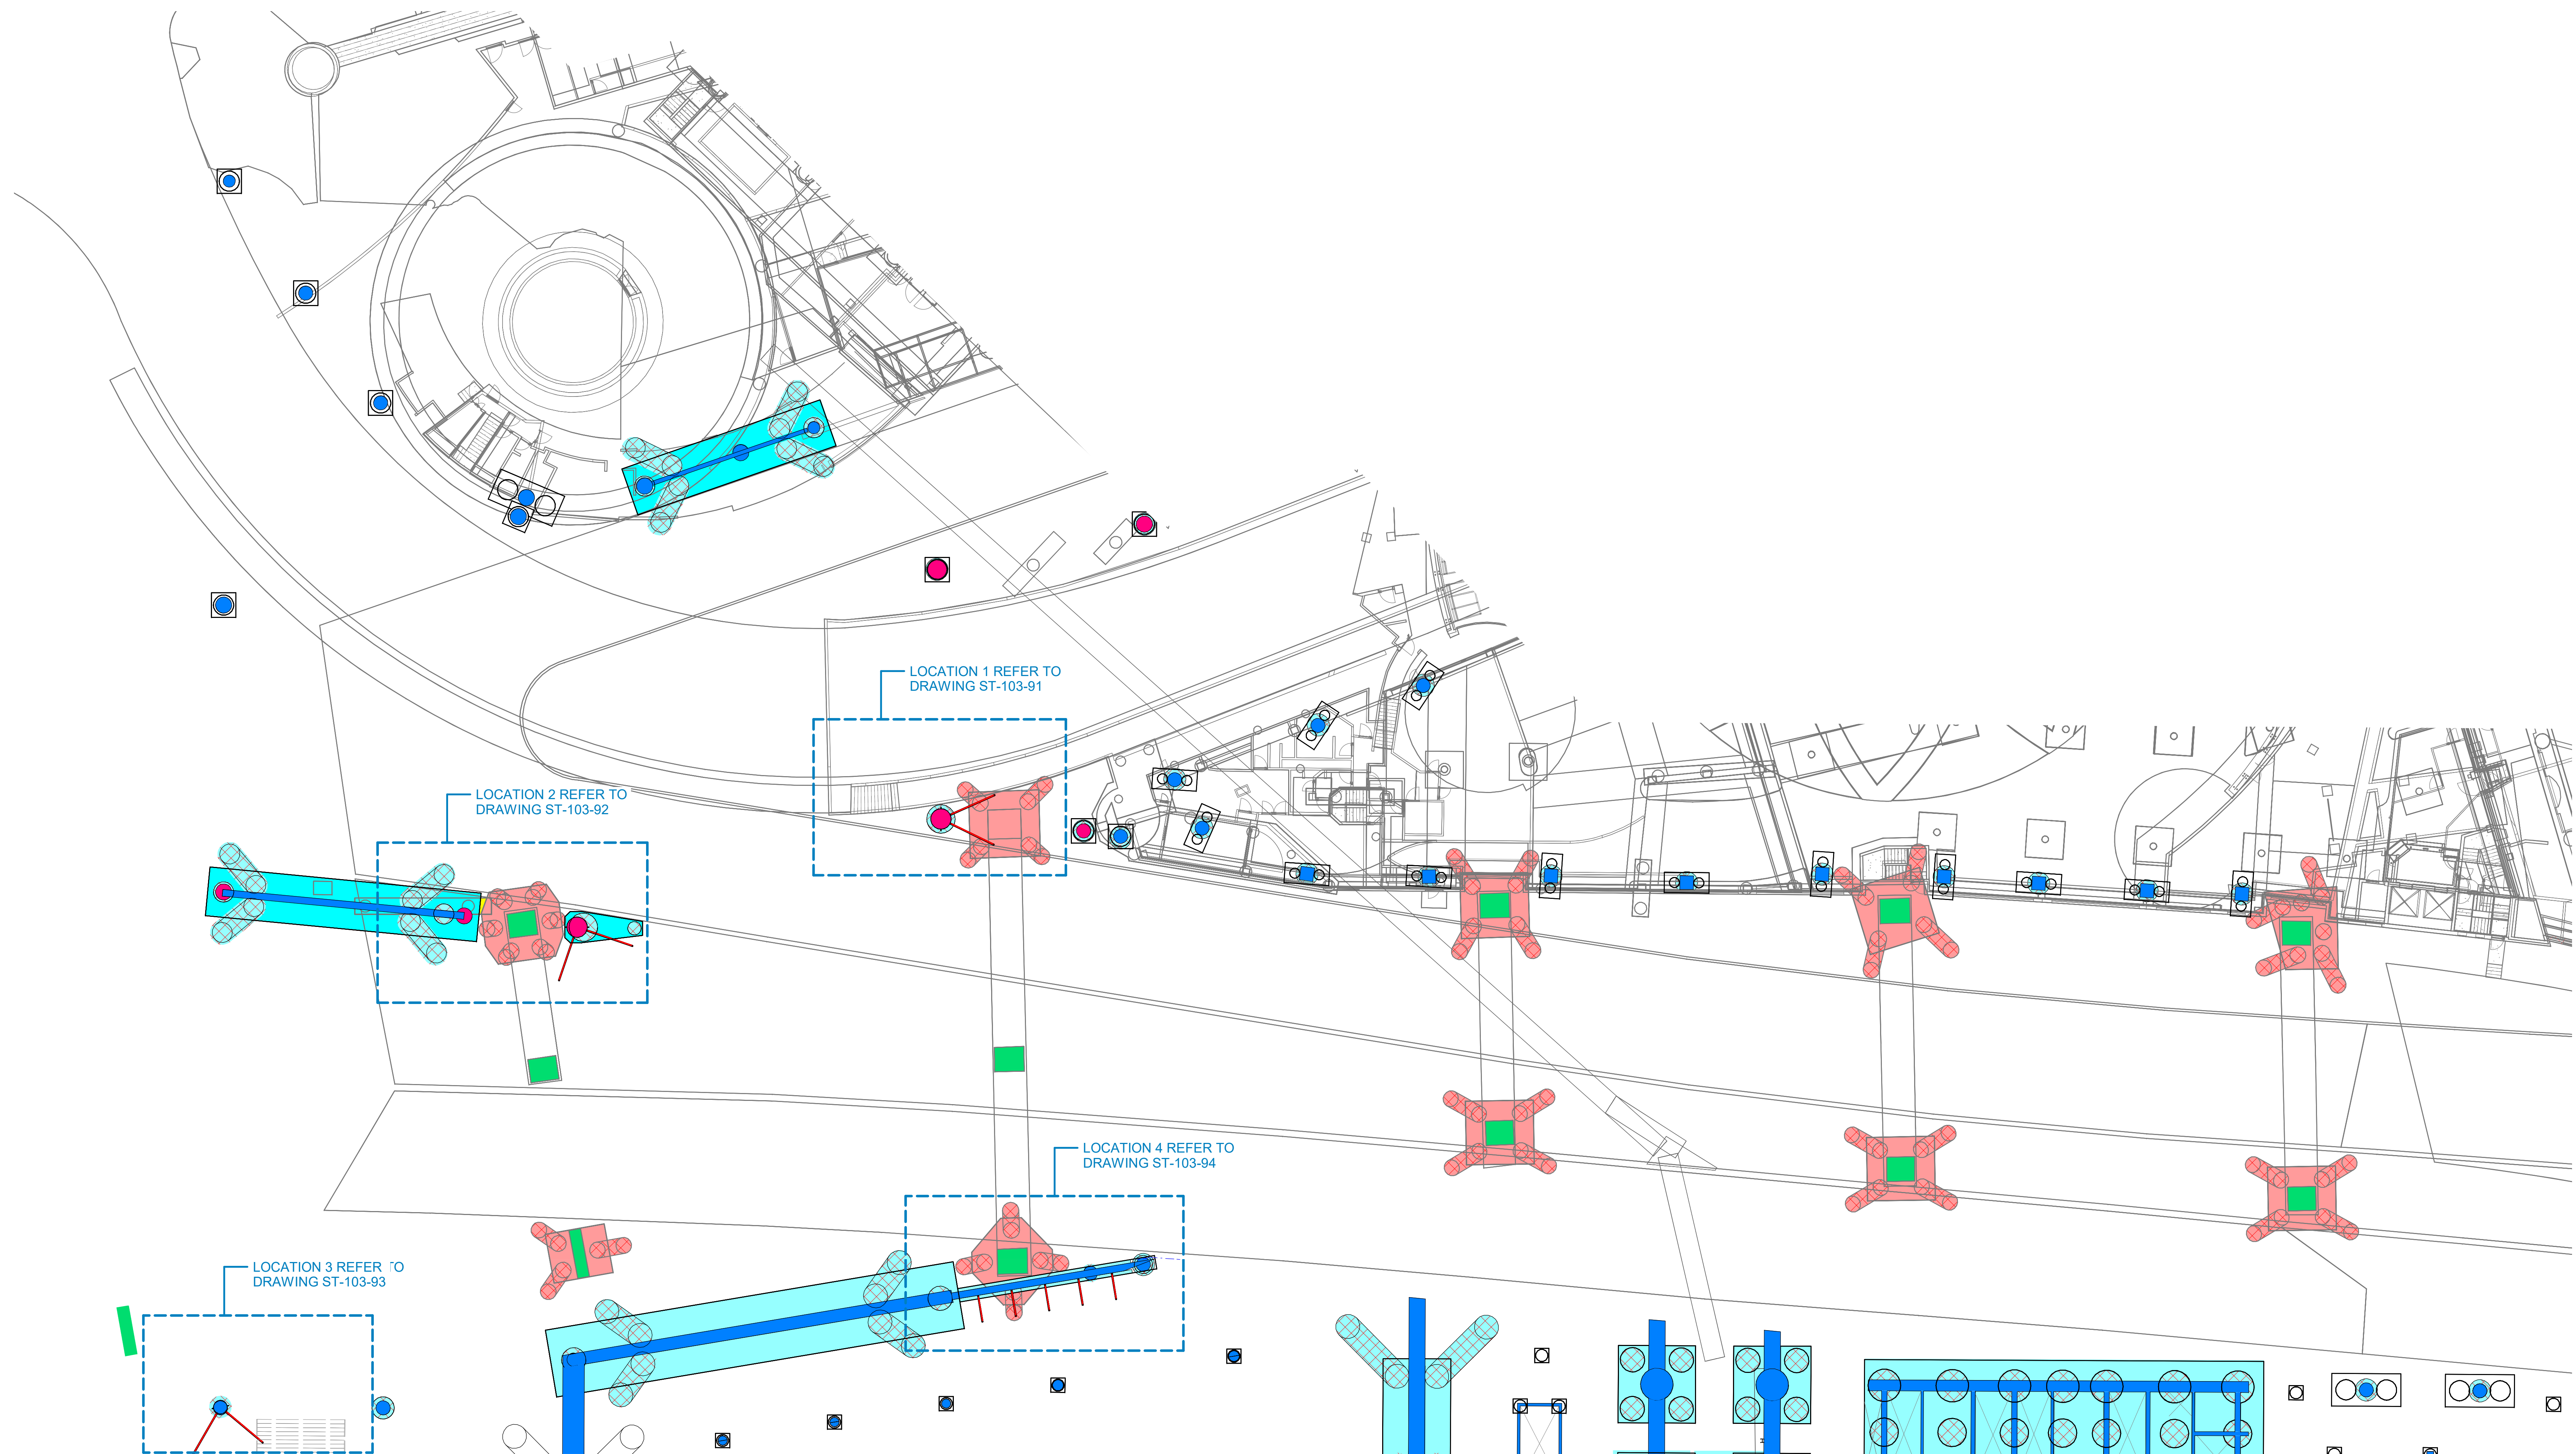 LOCATION 1 REFER TO
DRAWING ST-103-91
LOCATION 2 REFER TO
DRAWING ST-103-92
LOCATION 4 REFER TO
DRAWING ST-103-94
LOCATION 3 REFER TO
DRAWING ST-103-93